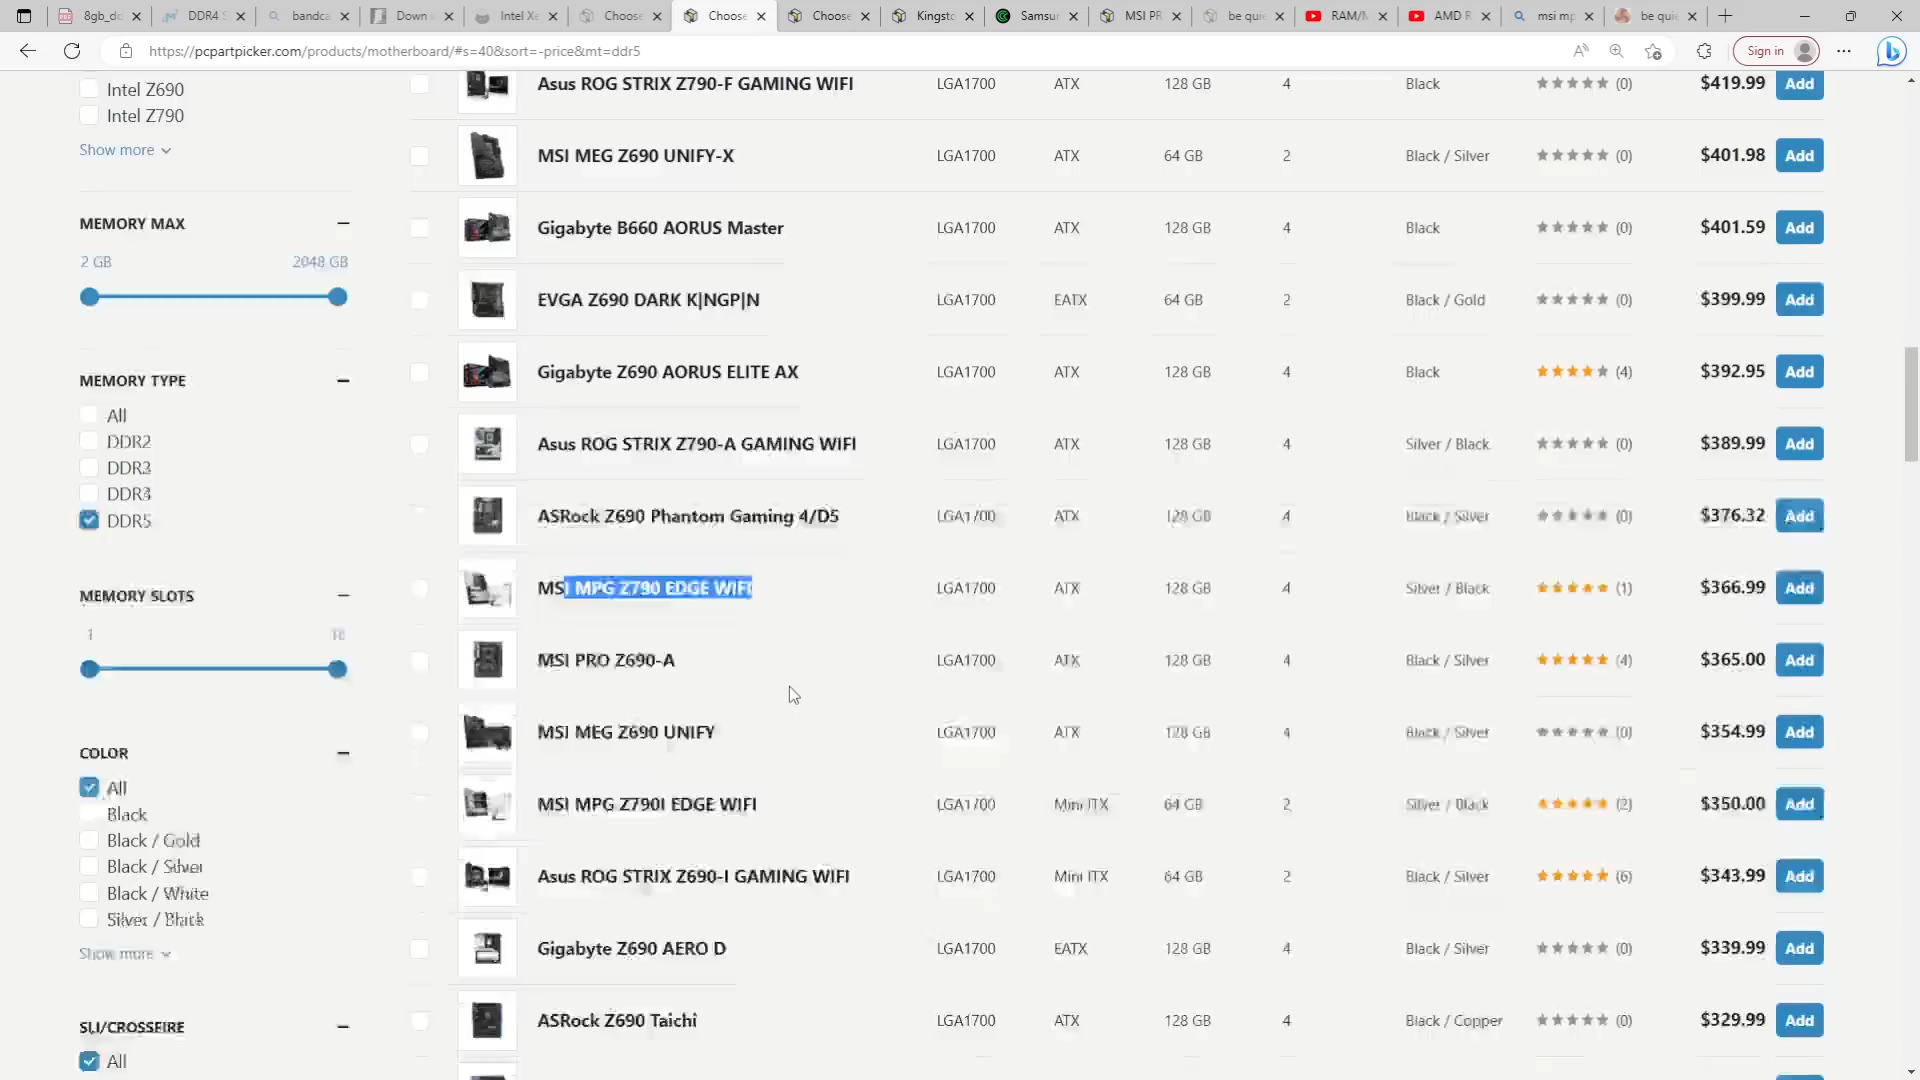 8gb_dd
DDR4 S
bandca
Down
Intel Xe
Choose
Choose
Choose
Kingsto
Samsu
MSI PR
be quie
RAM/M
AMD R
msi mp
be quie
https://pcpartpicker.com/products/motherboard/#s=40&sort=-price&mt=ddr5
Sign in
Intel Z690
Intel Z790
Show more
MEMORY MAX
2 GB 2048 GB
MEMORY TYPE
All
DDR2
DDR5
MEMORY SLOTS
1
COLOR
All
Black
Black / Gold
Black / Silver
Black / White
Silver / Black
Show more
SLI/CROSSFIRE
All
Asus ROG STRIX Z790-F GAMING WIFI LGA1700 ATX 128 GB 4 Black (0) $419.99 Add
MSI MEG Z690 UNIFY-X LGA1700 ATX 64 GB 2 Black / Silver (0) $401.98 Add
Gigabyte B660 AORUS Master LGA1700 ATX 128 GB 4 Black (0) $401.59 Add
EVGA Z690 DARK K|NGP|N LGA1700 EATX 64 GB 2 Black / Gold (0) $399.99 Add
Gigabyte Z690 AORUS ELITE AX LGA1700 ATX 128 GB 4 Black (4) $392.95 Add
Asus ROG STRIX Z790-A GAMING WIFI LGA1700 ATX 128 GB 4 Silver / Black (0) $389.99 Add
ASRock Z690 Phantom Gaming 4/D5 LGA1700 ATX 128 GB 4 Black / Silver (0) $376.32 Add
MSI MPG Z790 EDGE WIFI LGA1700 ATX 128 GB 4 Silver / Black (1) $366.99 Add
MSI PRO Z690-A LGA1700 ATX 128 GB 4 Black / Silver (4) $365.00 Add
MSI MEG Z690 UNIFY LGA1700 ATX 128 GB 4 Black / Silver (0) $354.99 Add
MSI MPG Z790I EDGE WIFI LGA1700 Mini ITX 64 GB 2 Silver / Black (2) $350.00 Add
Asus ROG STRIX Z690-I GAMING WIFI LGA1700 Mini ITX 64 GB 2 Black / Silver (6) $343.99 Add
Gigabyte Z690 AERO D LGA1700 EATX 128 GB 4 Black / Silver (0) $339.99 Add
ASRock Z690 Taichi LGA1700 ATX 128 GB 4 Black / Copper (0) $329.99 Add